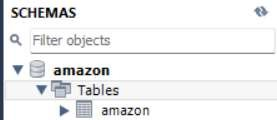 SCHEMAS
Filter objects
amazon
Tables
amazon